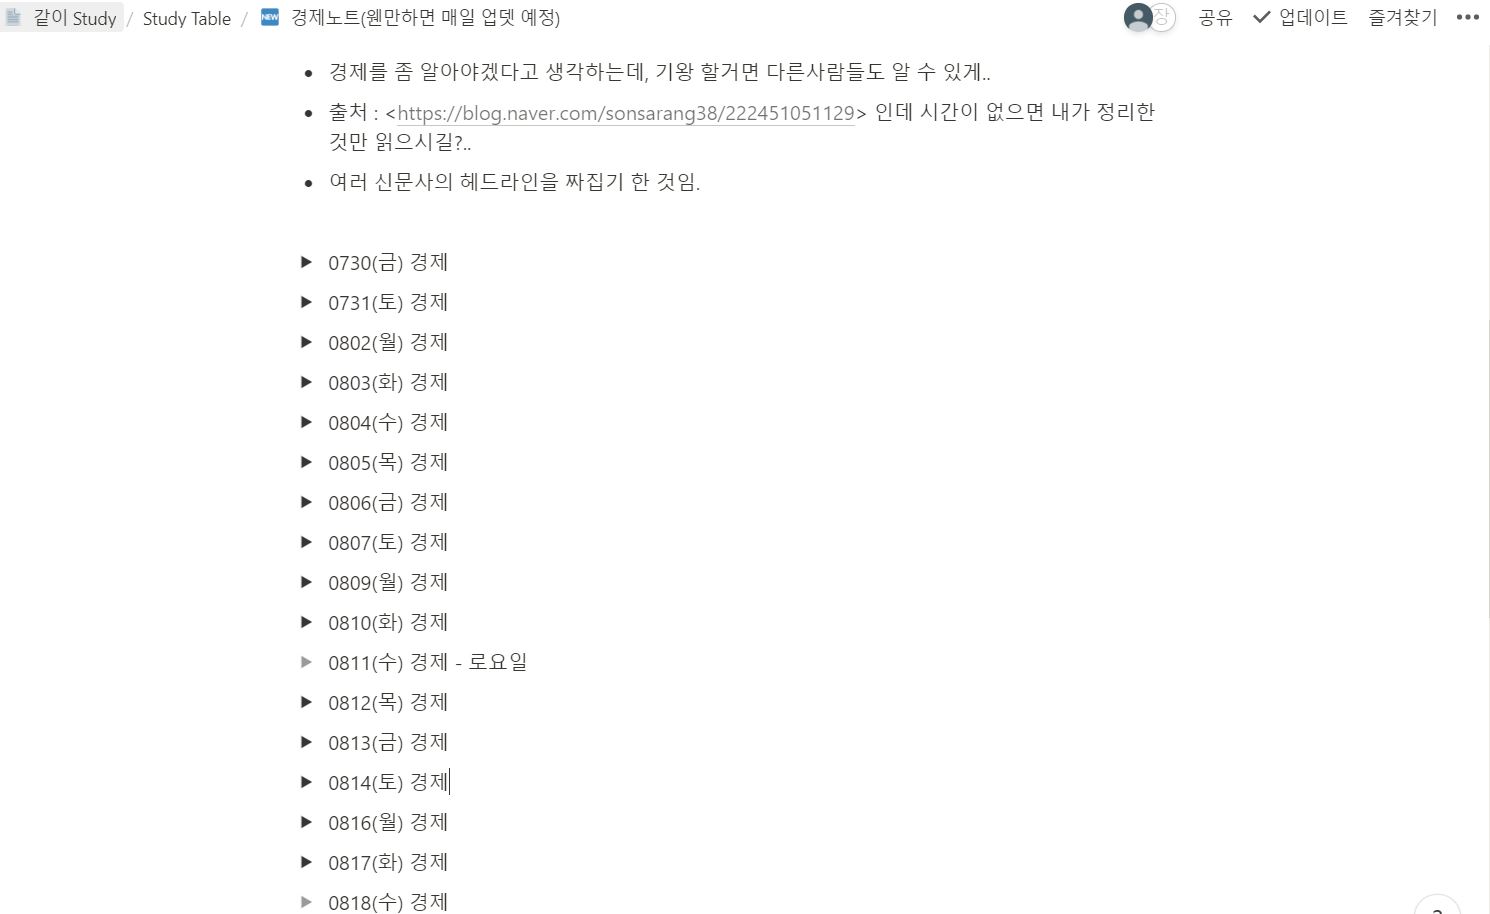 같이 Study / Study Table / NEW 경제노트(웬만하면 매일 업뎃 예정) 장 공유 업데이트 즐겨찾기
경제를 좀 알아야겠다고 생각하는데, 기왕 할거면 다른사람들도 알 수 있게..
출처 : <https://blog.naver.com/sonsarang38/222451051129> 인데 시간이 없으면 내가 정리한
것만 읽으시길?..
여러 신문사의 헤드라인을 짜집기 한 것임.
0730(금) 경제
0731(토) 경제
0802(월) 경제
0803(화) 경제
0804(수) 경제
0805(목) 경제
0806(금) 경제
0807(토) 경제
0809(월) 경제
0810(화) 경제
0811(수) 경제 - 로요일
0812(목) 경제
0813(금) 경제
0814(토) 경제
0816(월) 경제
0817(화) 경제
0818(수) 경제